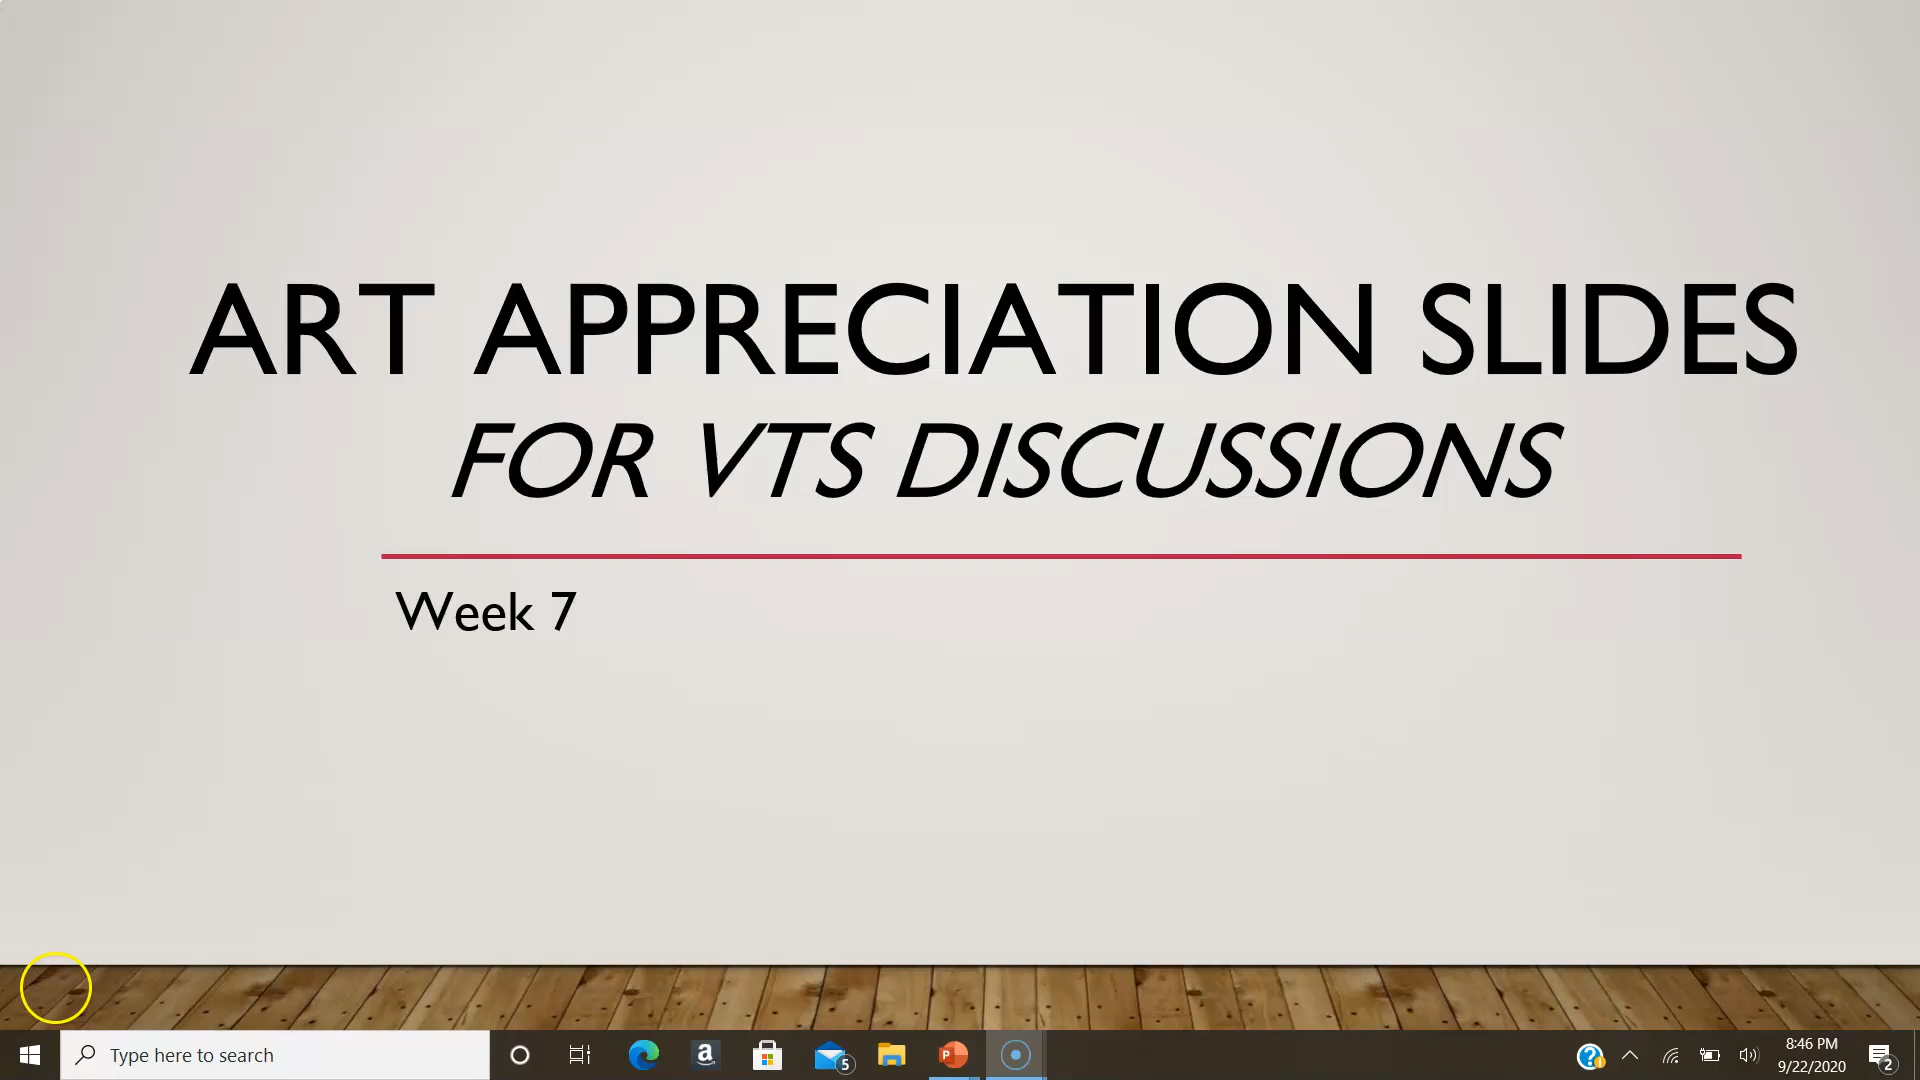 ART APPRECIATION SLIDES
FOR VTS DISCUSSIONS
Week 7
Type here to search
a
5
P
8:46 PM
9/22/2020
2